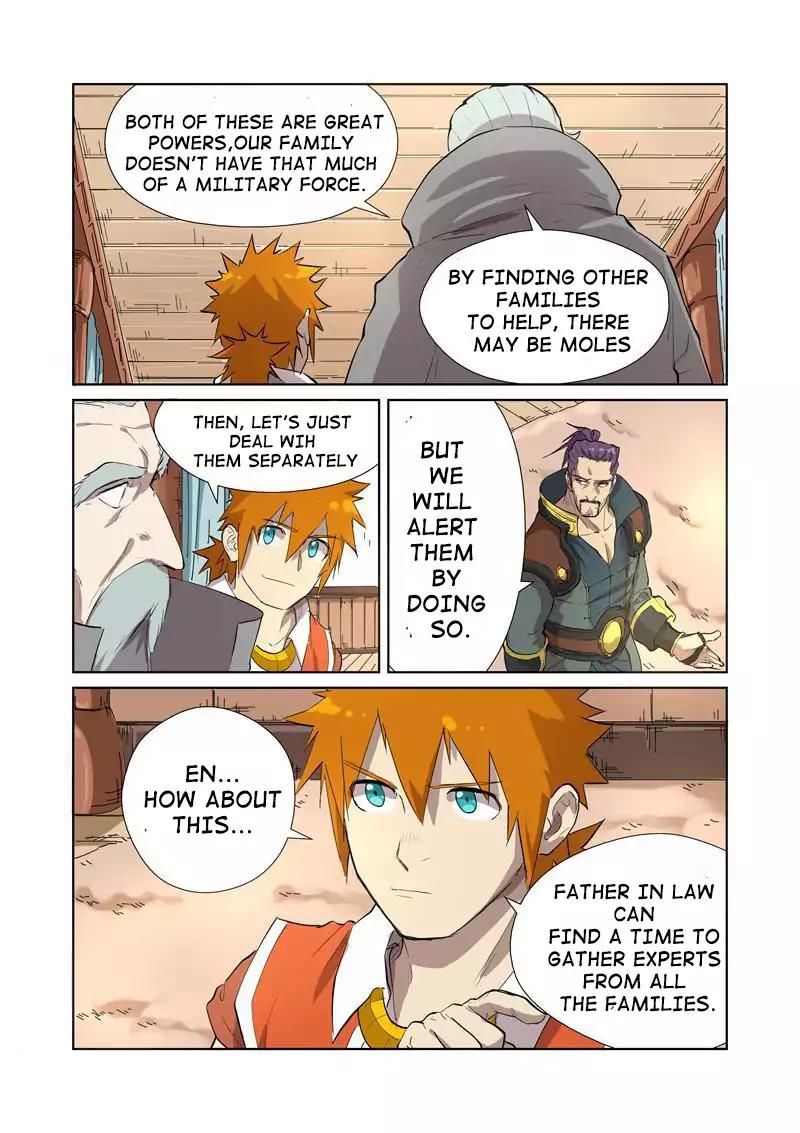 BOTH OF THESE ARE GREAT
POWERS,OUR FAMILY
DOESN'T HAVE THAT MUCH
OF A MILITARY FORCE.
BY FINDING OTHER
FAMILIES
TO HELP, THERE
MAY BE MOLES
THEN, LET'S JUST
DEAL WIH
THEM SEPARATELY
BUT
WE
WILL
ALERT
THEM
BY
DOING
SO.
EN...
HOW ABOUT
THIS...
FATHER IN LAW
CAN
FIND A TIME TO
GATHER EXPERTS
FROM ALL
THE FAMILIES.